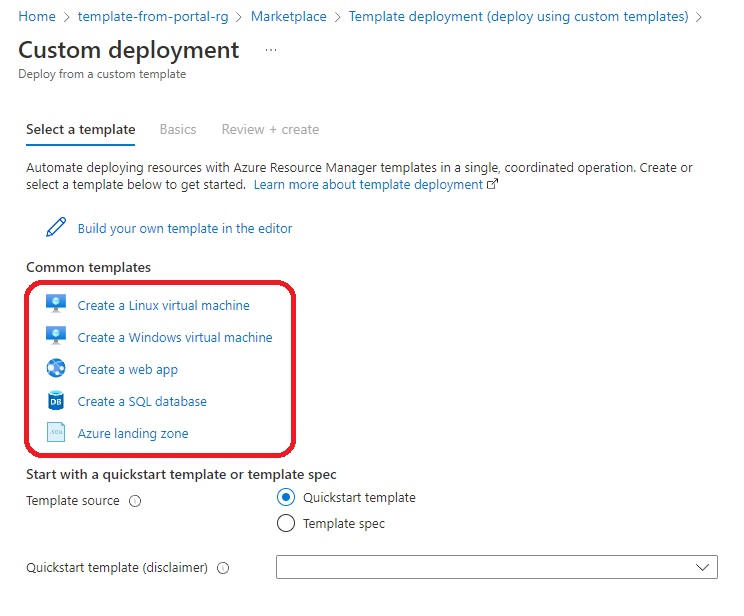 Home > template-from-portal-rg > Marketplace > Template deployment (deploy using custom templates) >
Custom deployment ...
Deploy from a custom template
Select a template Basics Review + create
Automate deploying resources with Azure Resource Manager templates in a single, coordinated operation. Create or
select a template below to get started. Learn more about template deployment
Build your own template in the editor
Common templates
Create a Linux virtual machine
Create a Windows virtual machine
Create a web app
DB Create a SQL database
Azure landing zone
Start with a quickstart template or template spec
Template source Quickstart template
Template spec
Quickstart template (disclaimer)